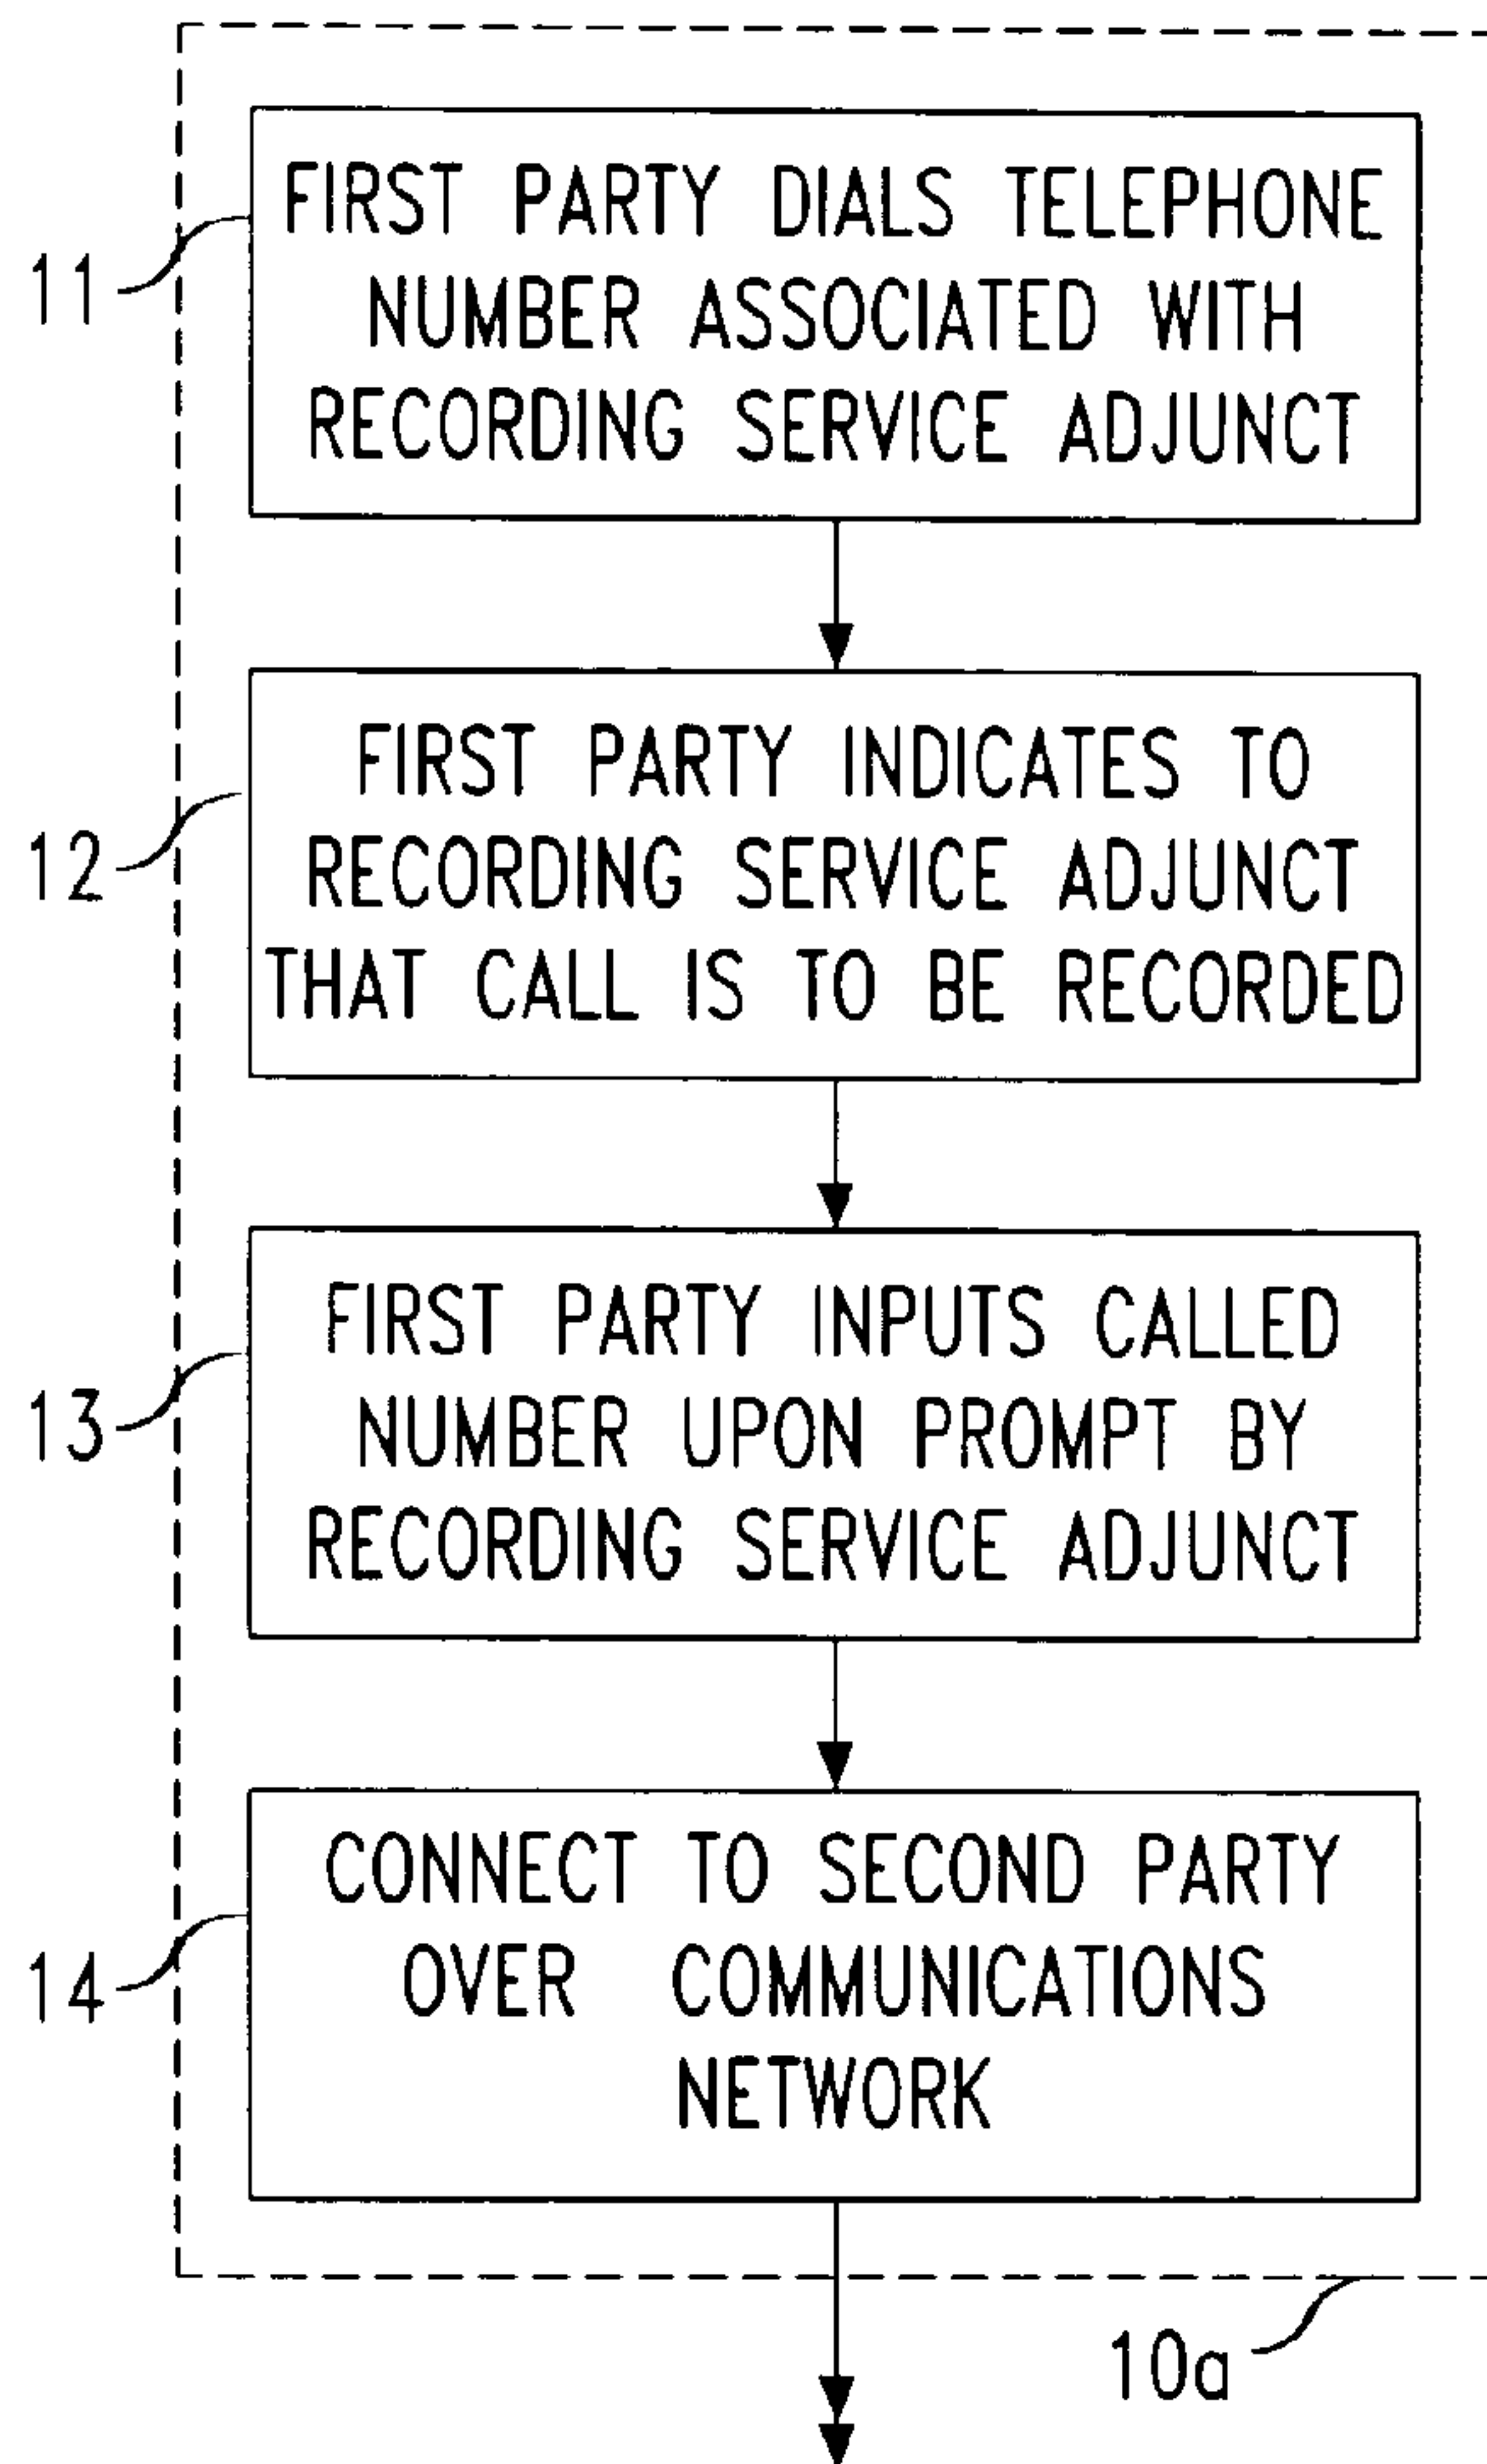 11
FIRST PARTY DIALS TELEPHONE
NUMBER ASSOCIATED WITH
RECORDING SERVICE ADJUNCT
12
FIRST PARTY INDICATES TO
RECORDING SERVICE ADJUNCT
THAT CALL IS TO BE RECORDED
13
FIRST PARTY INPUTS CALLED
NUMBER UPON PROMPT BY
RECORDING SERVICE ADJUNCT
14
CONNECT TO SECOND PARTY
OVER COMMUNICATIONS
NETWORK
10a